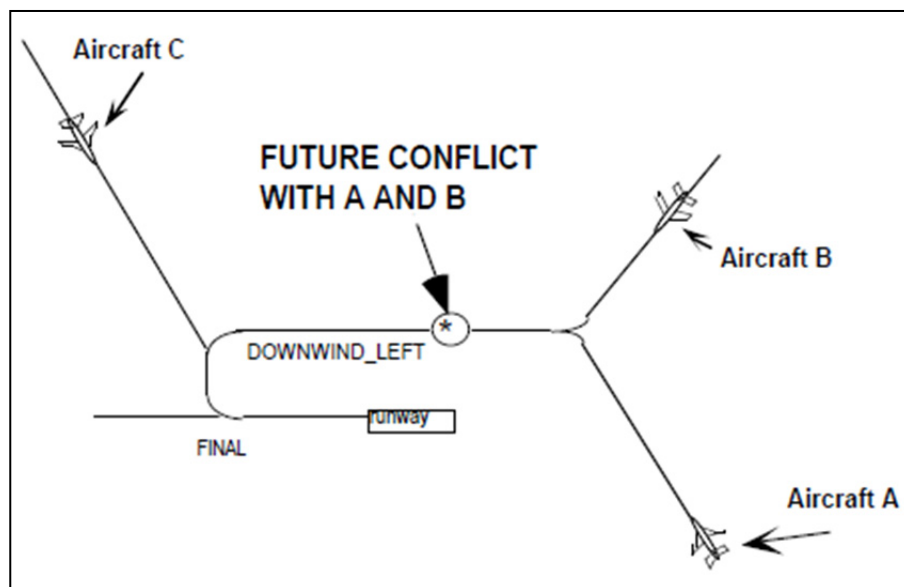 Aircraft C
FUTURE CONFLICT
WITH A AND B
Aircraft B
*
DOWNWIND_LEFT
runway
FINAL
Aircraft A